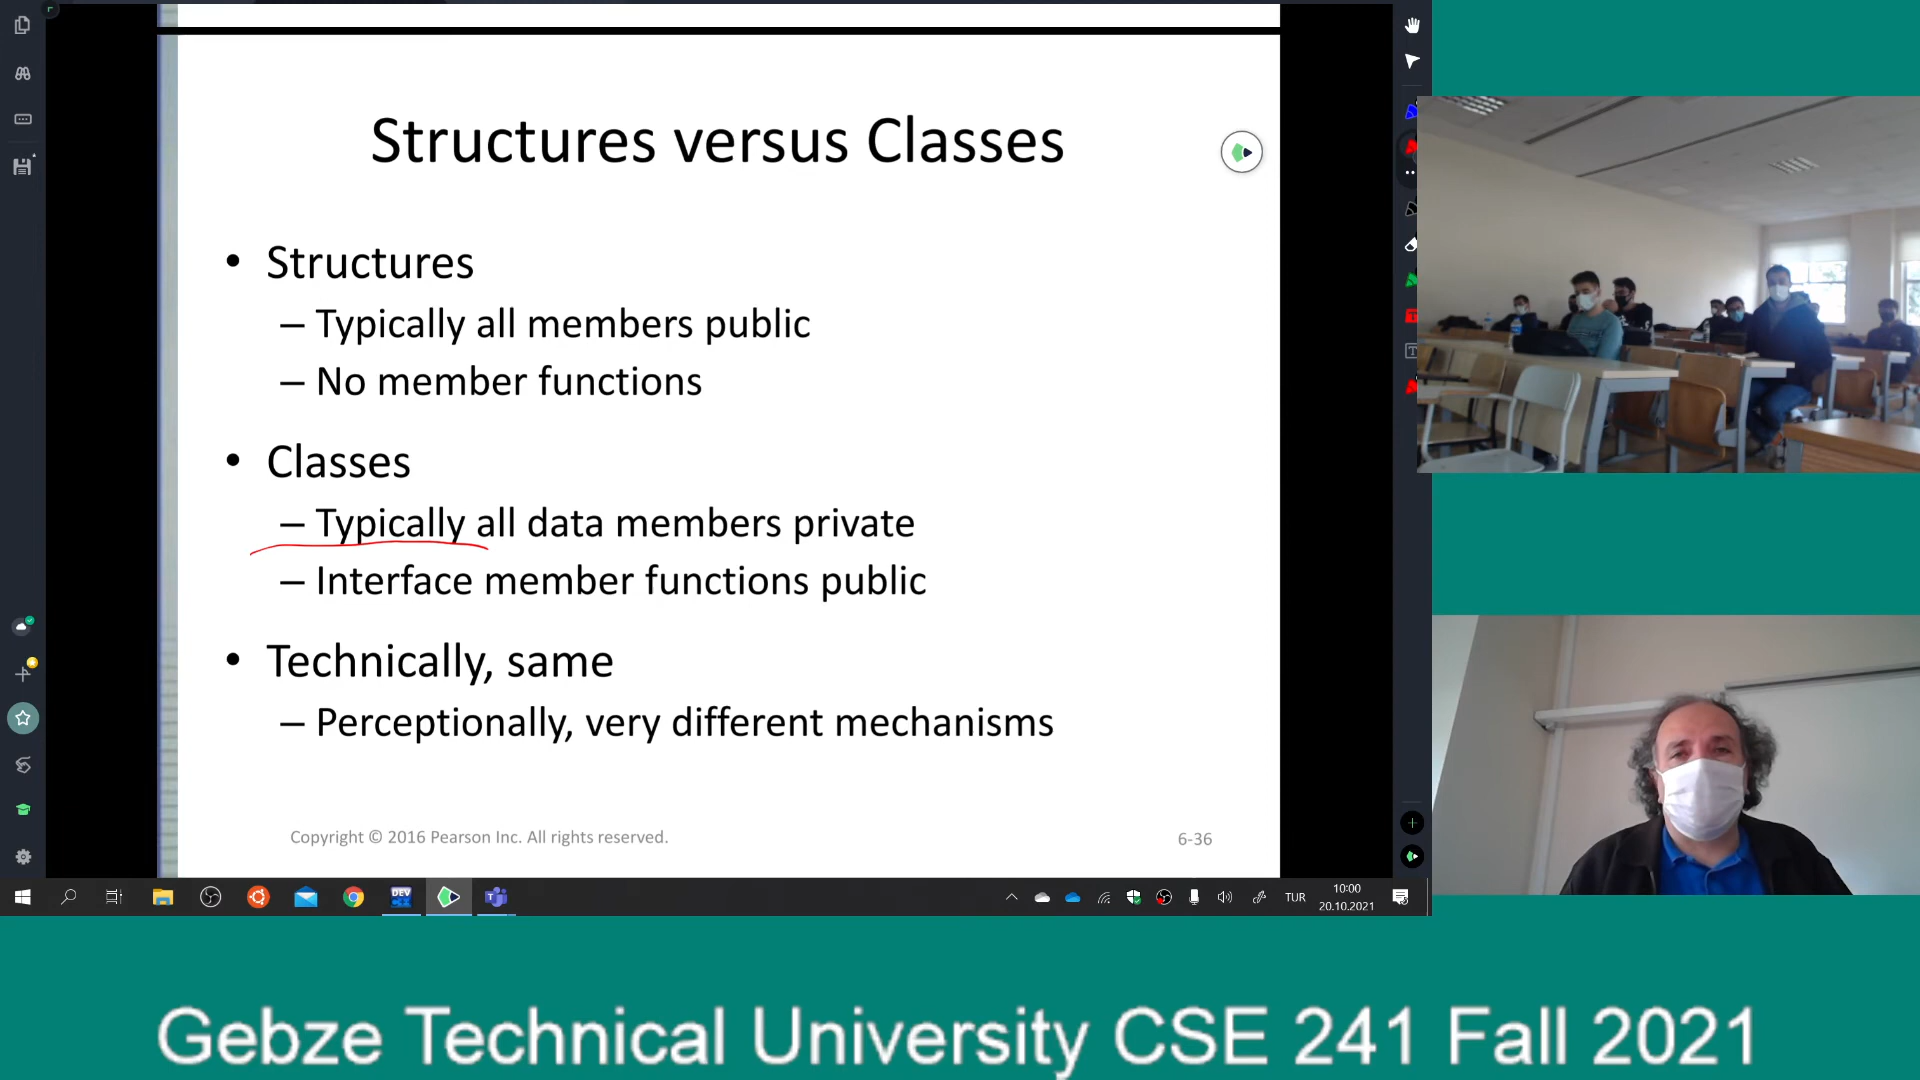 Structures versus Classes
• Structures
– Typically all members public
– No member functions
• Classes
– Typically all data members private
– Interface member functions public
• Technically, same
– Perceptionally, very different mechanisms
Copyright © 2016 Pearson Inc. All rights reserved.
6-36
DEV
TUR
10:00
20.10.2021
Gebze Technical University CSE 241 Fall 2021